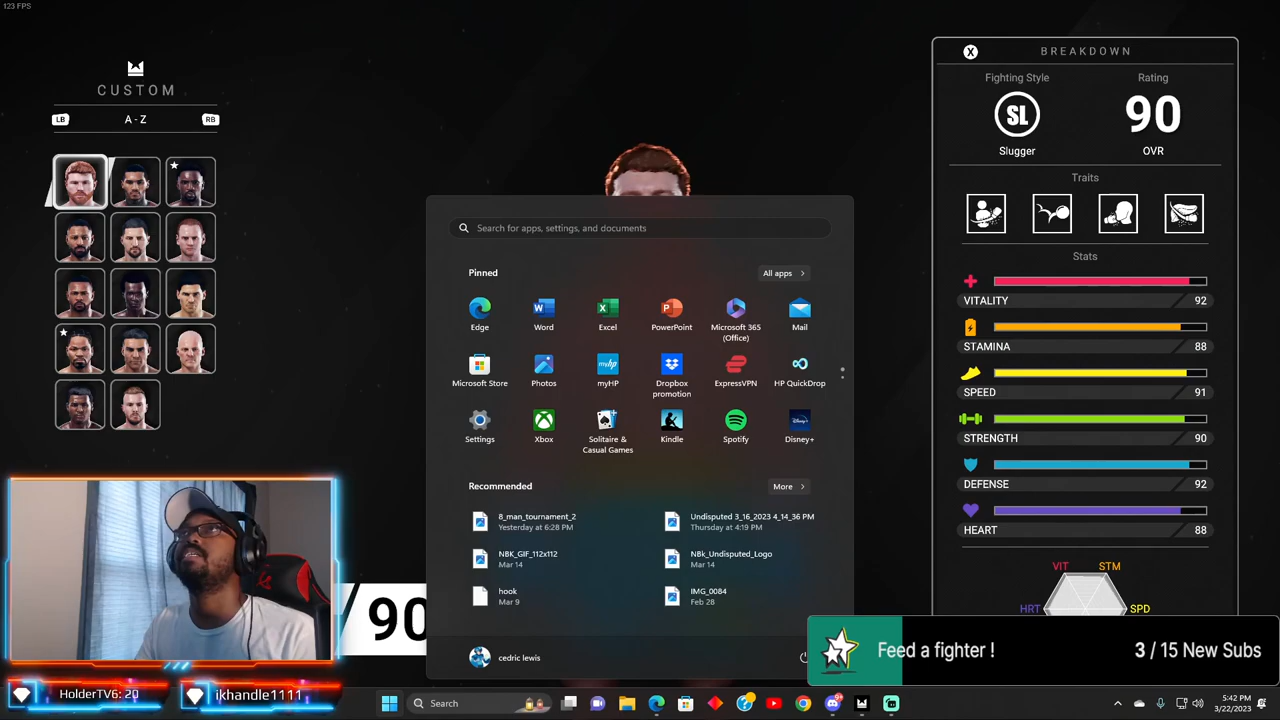 123 FPS
CUSTOM
LB
A - Z
RB
X
BREAKDOWN
Fighting Style
Rating
SL
90
Slugger
OVR
Traits
Stats
VITALITY
92
STAMINA
88
SPEED
91
STRENGTH
90
DEFENSE
92
HEART
88
VIT
STM
HRT
SPD
Search for apps, settings, and documents
Pinned
All apps
Edge
Word
Excel
PowerPoint
Microsoft 365
(Office)
Mail
Microsoft Store
Photos
myHP
Dropbox
promotion
ExpressVPN
HP QuickDrop
Settings
Xbox
Solitaire &
Casual Games
Kindle
Spotify
Disney+
Recommended
More
8_man_tournament_2
Yesterday at 6:28 PM
Undisputed 3_16_2023 4_14_36 PM
Thursday at 4:19 PM
NBK_GIF_112x112
Mar 14
NBk_Undisputed_Logo
Mar 14
hook
Mar 9
IMG_0084
Feb 28
cedric lewis
90
7
Feed a fighter !
3 / 15 New Subs
HolderTV6: 20
ikhandle1111
Search
5:42 PM
3/22/2023